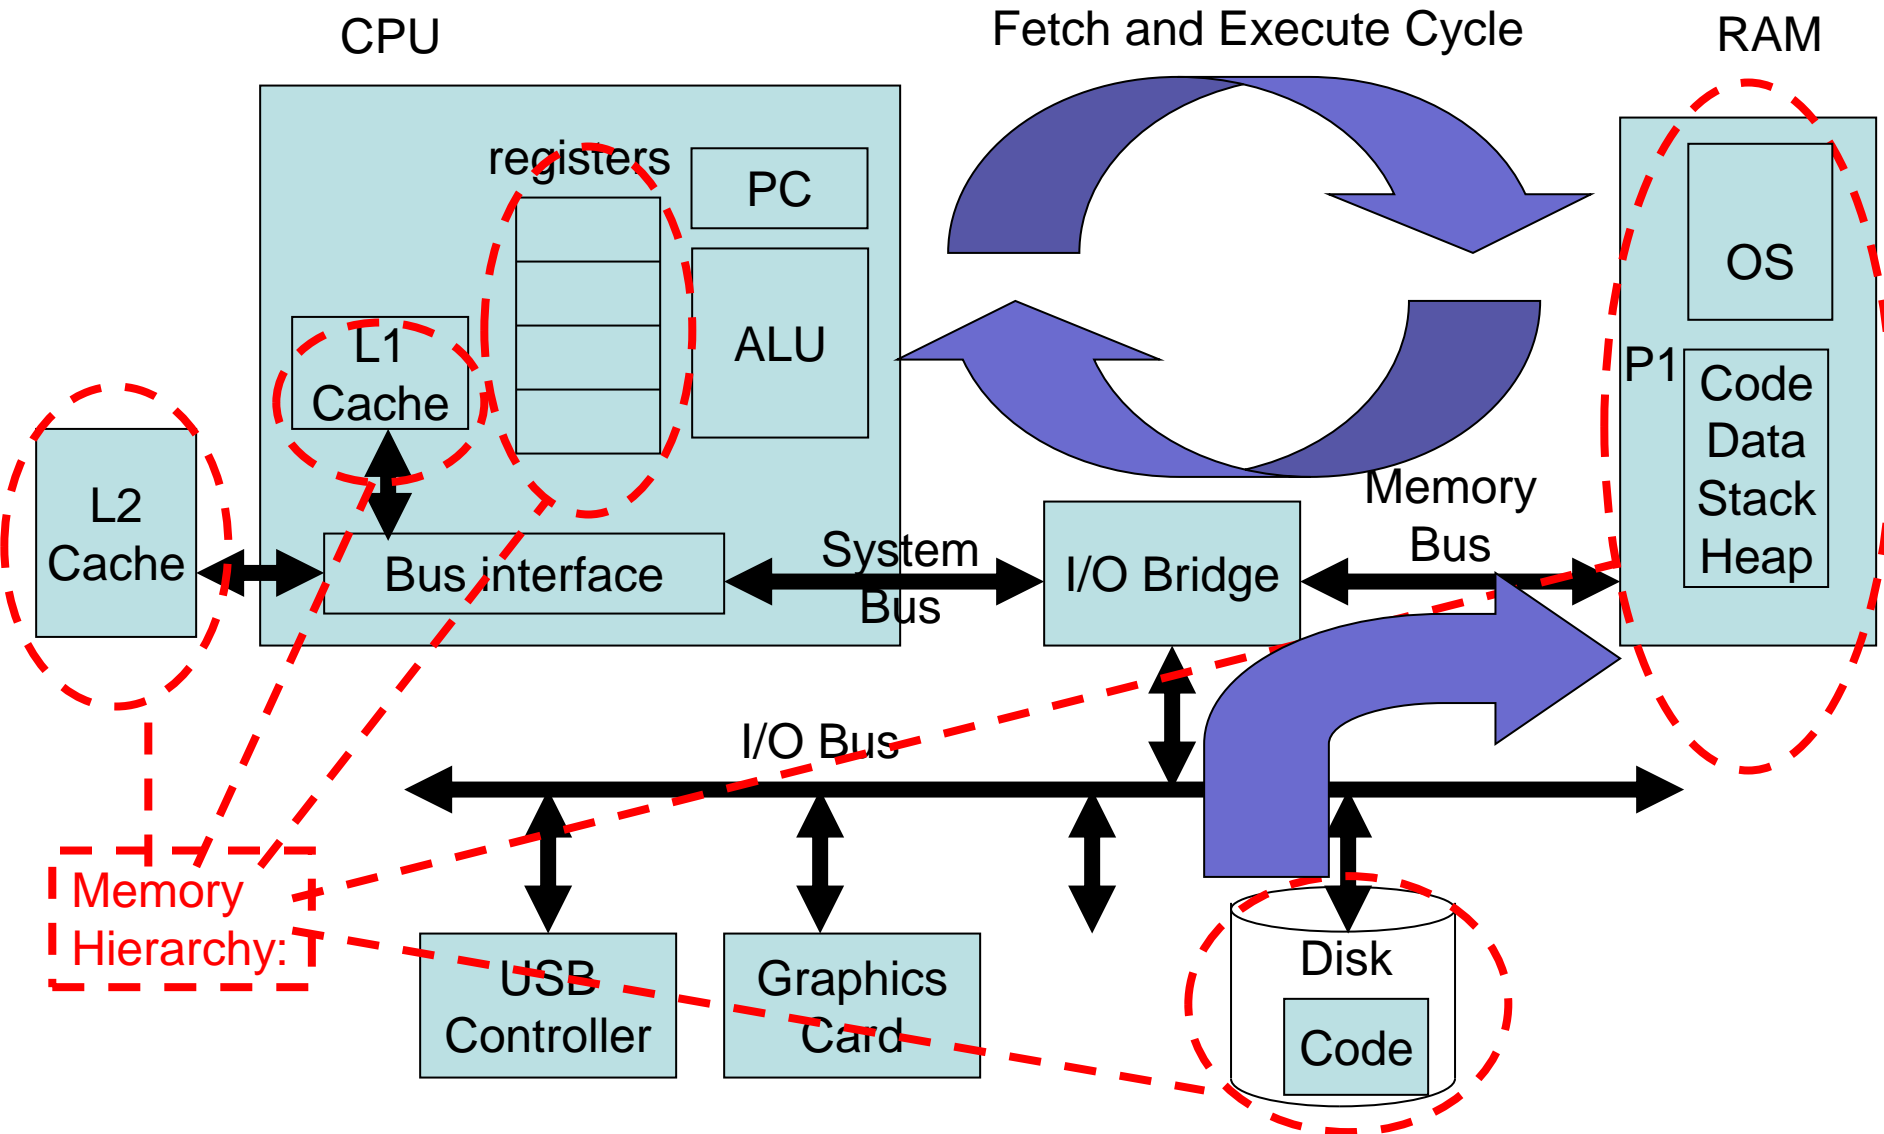 CPU
Fetch and Execute Cycle
RAM
registers
PC
OS
L1
Cache
ALU
P1
Code
Data
Stack
Heap
L2
Cache
Bus interface
System
Bus
I/O Bridge
Memory
Bus
I/O Bus
Memory
Hierarchy:
USB
Controller
Graphics
Card
Disk
Code